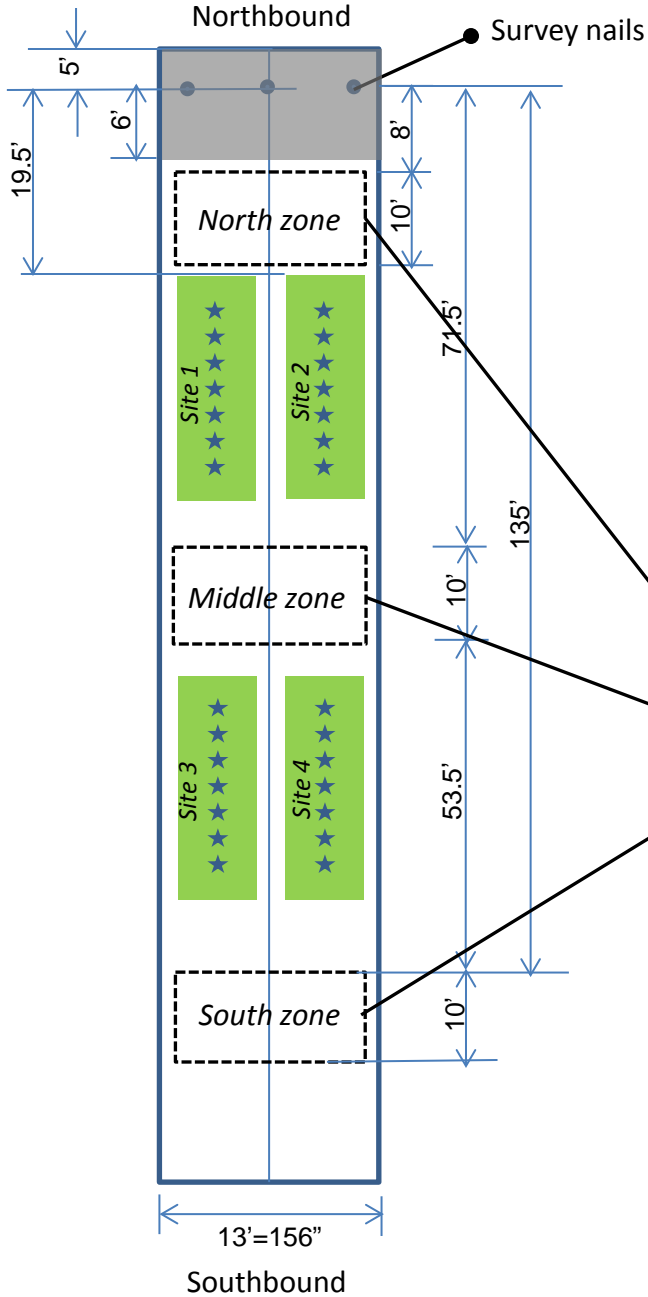 Northbound
Survey nails
5’
6’
8’
19.5’
North zone
10’
71.5’
Site 1
Site 2
135’
Middle zone
10’
Site 3
Site 4
53.5’
South zone
10’
13’=156”
Southbound